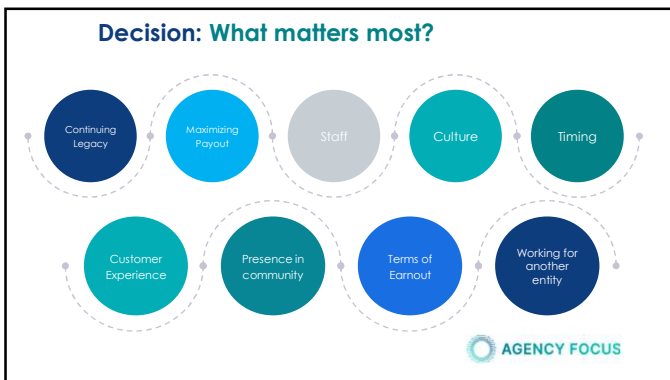 Decision: What matters most?
Continuing
Legacy
Maximizing
Payout
Staff
Culture
Timing
Customer
Experience
Presence in
community
Terms of
Earnout
Working for
another
entity
AGENCY FOCUS